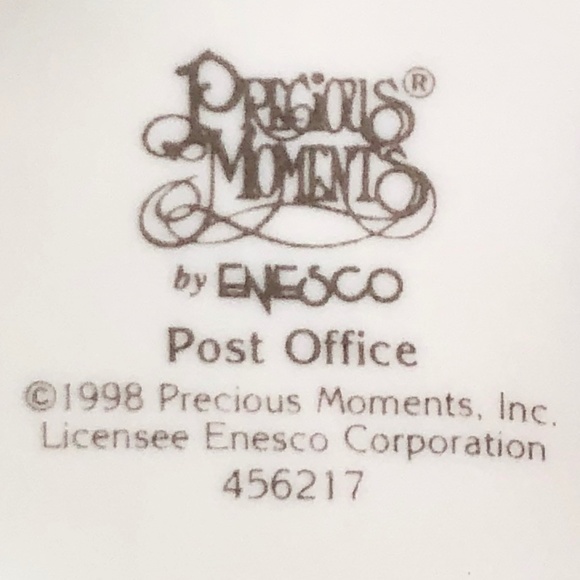 PRECIOUS®
MOMENTS
by ENESCO
Post Office
©1998 Precious Moments, Inc.
Licensee Enesco Corporation
456217